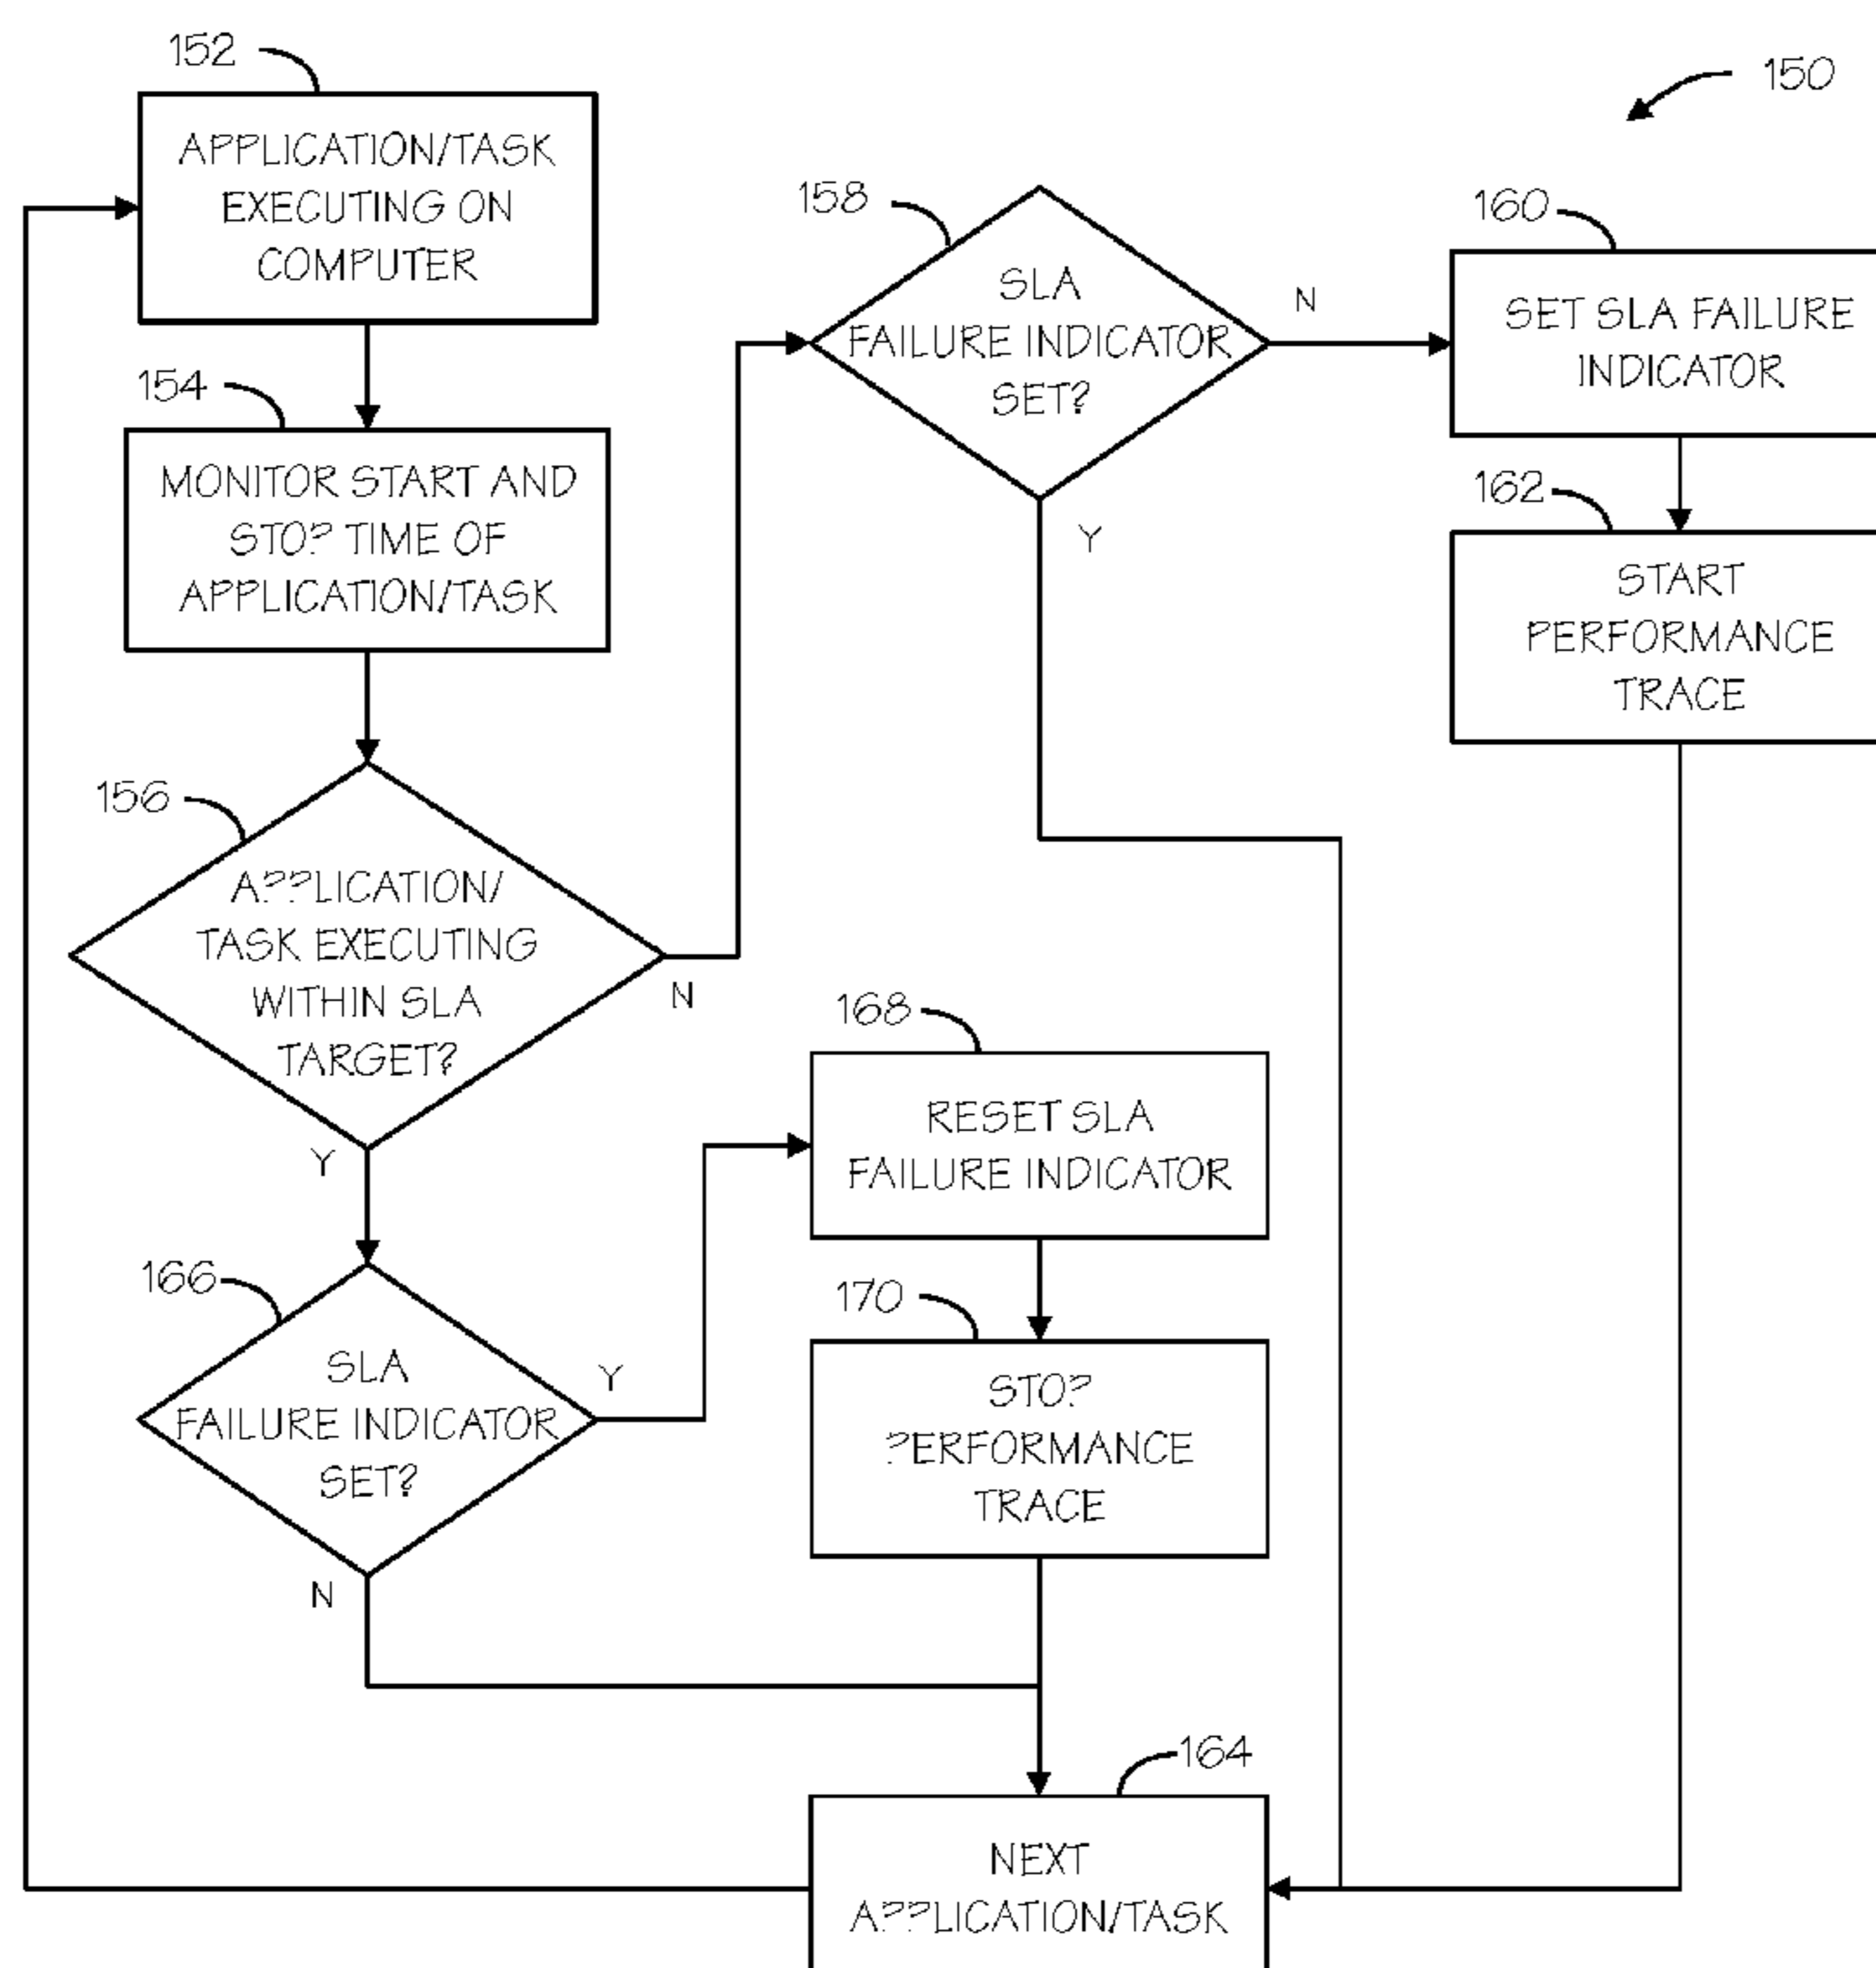 150
152
APPLICATION/TASK
EXECUTING ON
COMPUTER
154
MONITOR START AND
STOP TIME OF
APPLICATION/TASK
156
APPLICATION/
TASK EXECUTING
WITHIN SLA
TARGET?
N
Y
158
SLA
FAILURE INDICATOR
SET?
N
Y
160
SET SLA FAILURE
INDICATOR
162
START
PERFORMANCE
TRACE
166
SLA
FAILURE INDICATOR
SET?
Y
N
168
RESET SLA
FAILURE INDICATOR
170
STOP
PERFORMANCE
TRACE
164
NEXT
APPLICATION/TASK